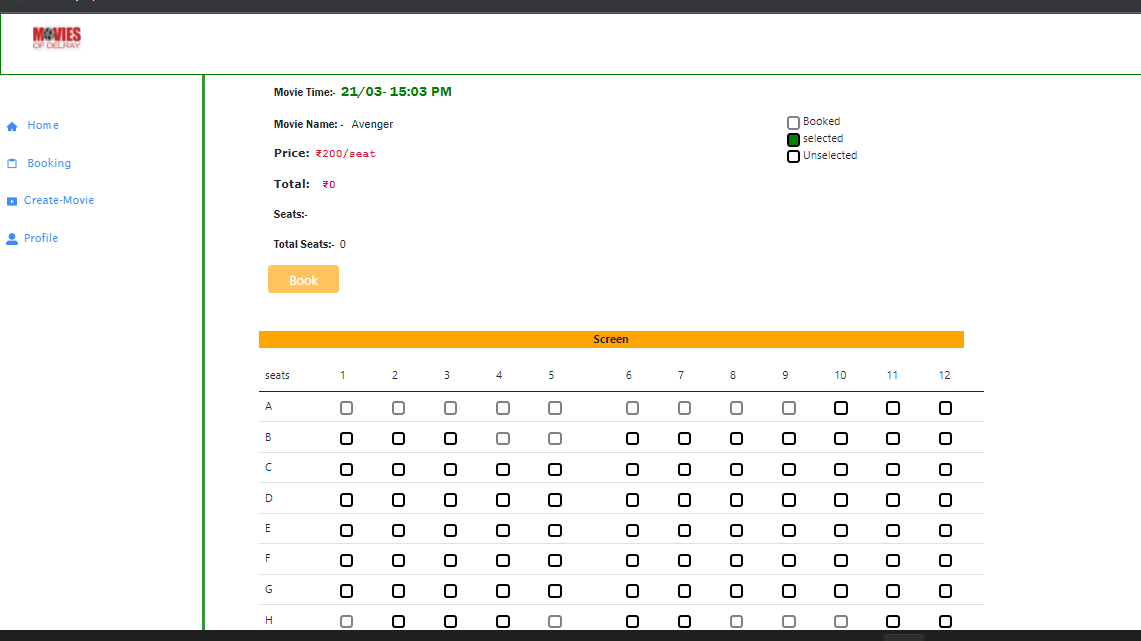 MOVIES
OF DELRAY
Movie Time:- 21/03- 15:03 PM
Home
Movie Name: - Avenger
Booked
selected
Unselected
Price: ₹200/seat
Booking
Total: ₹0
Create-Movie
Seats:-
Profile
Total Seats:- 0
Book
Screen
seats 1 2 3 4 5 6 7 8 9 10 11 12
A
B
C
D
E
F
G
H